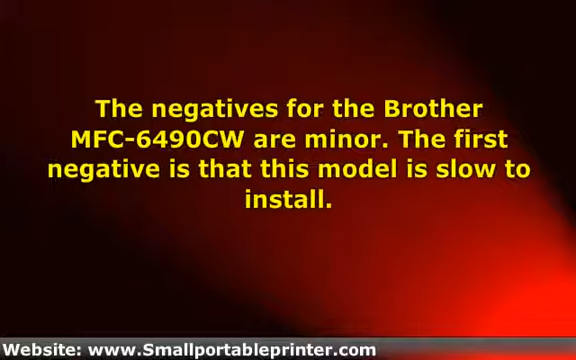 The negatives for the Brother
MFC-6490CW are minor. The first
negative is that this model is slow to
install.
Website: www.Smallportableprinter.com